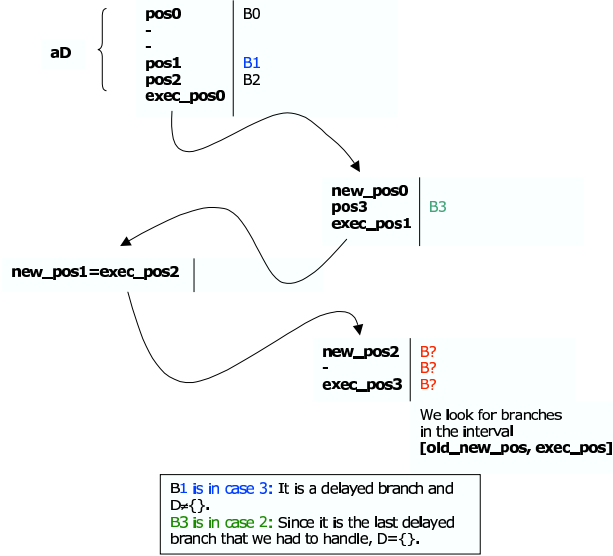 pos0 B0
-
-
aD
pos1 B1
pos2 B2
exec_pos0
new_pos0
pos3 B3
exec_pos1
new_pos1=exec_pos2
new_pos2 B?
- B?
exec_pos3 B?
We look for branches
in the interval
[old_new_pos, exec_pos]
B1 is in case 3: It is a delayed branch and
D≠{}.
B3 is in case 2: Since it is the last delayed
branch that we had to handle, D={}.